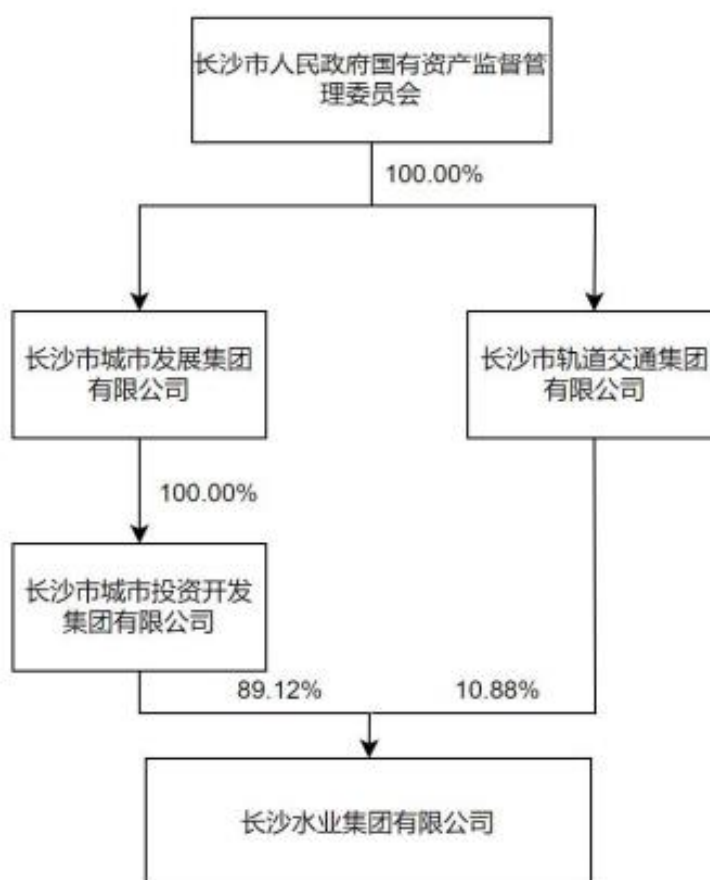 长沙市人民政府国有资产监督管
理委员会
100.00%
长沙市城市发展集团
有限公司
长沙市轨道交通集团
有限公司
100.00%
长沙市城市投资开发
集团有限公司
89.12%
10.88%
长沙水业集团有限公司